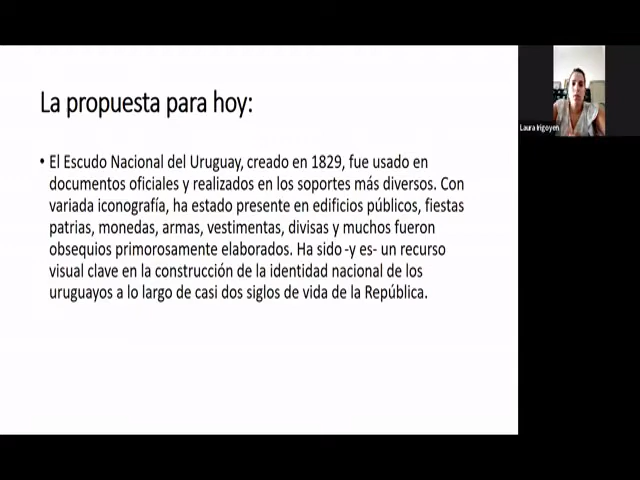 La propuesta para hoy:
• El Escudo Nacional del Uruguay, creado en 1829, fue usado en
documentos oficiales y realizados en los soportes más diversos. Con
variada iconografía, ha estado presente en edificios públicos, fiestas
patrias, monedas, armas, vestimentas, divisas y muchos fueron
obsequios primorosamente elaborados. Ha sido -y es- un recurso
visual clave en la construcción de la identidad nacional de los
uruguayos a lo largo de casi dos siglos de vida de la República.
Laura Irigoyen